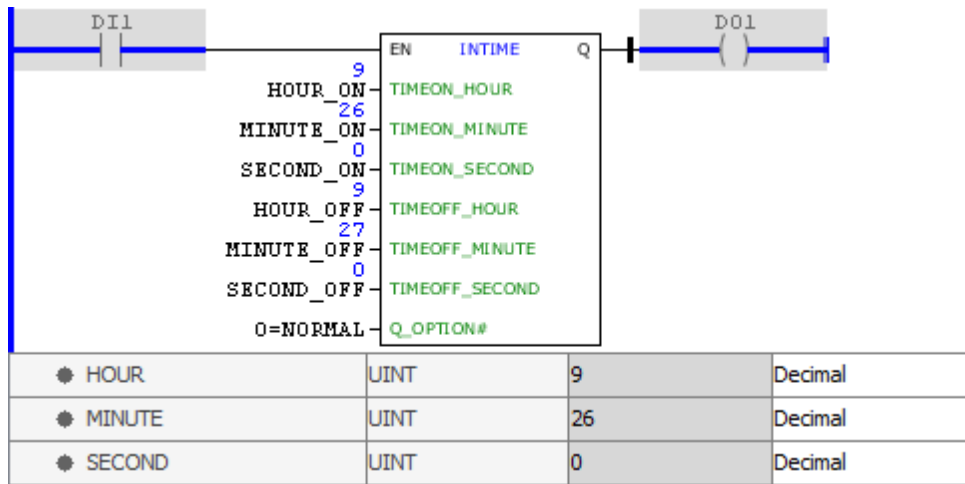 DI1 DO1
EN INTIME Q
9
HOUR_ON TIMEON_HOUR
26
MINUTE_ON TIMEON_MINUTE
0
SECOND_ON TIMEON_SECOND
9
HOUR_OFF TIMEOFF_HOUR
27
MINUTE_OFF TIMEOFF_MINUTE
0
SECOND_OFF TIMEOFF_SECOND
0=NORMAL Q_OPTION#
HOUR UINT 9 Decimal
MINUTE UINT 26 Decimal
SECOND UINT 0 Decimal